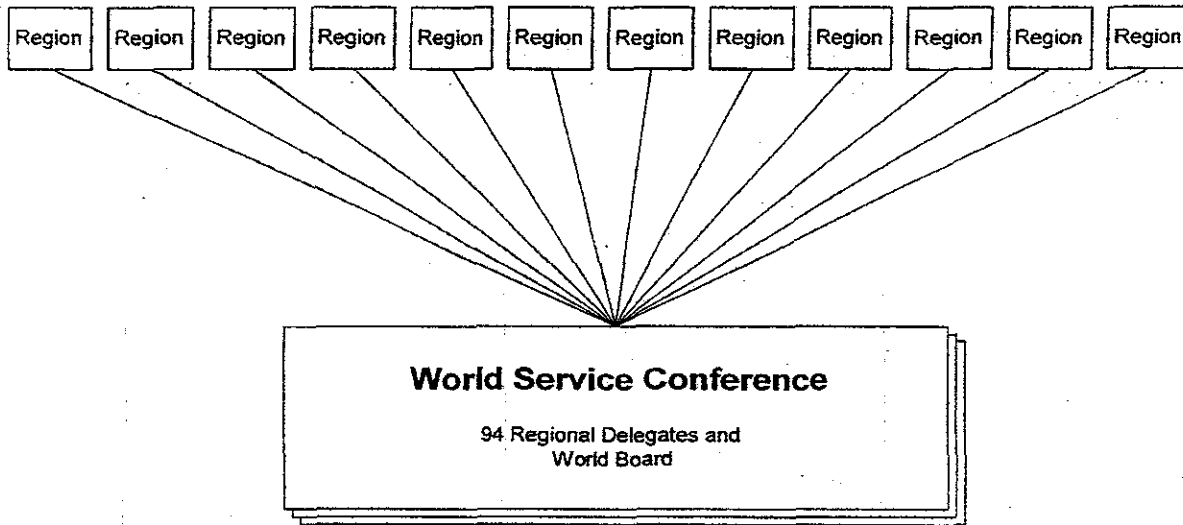 Region Region Region Region Region Region Region Region Region Region Region Region
World Service Conference
94 Regional Delegates and
World Board